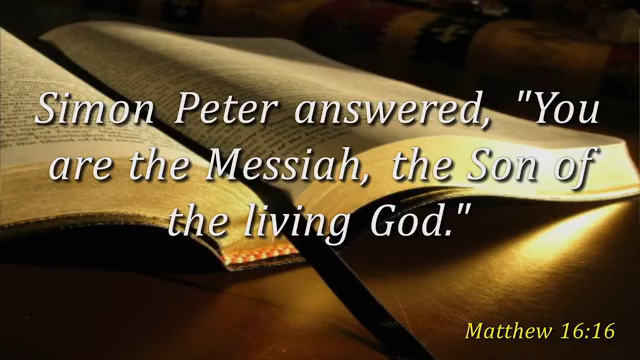 Simon Peter answered, "You
are the Messiah, the Son of
the living God."
Matthew 16:16